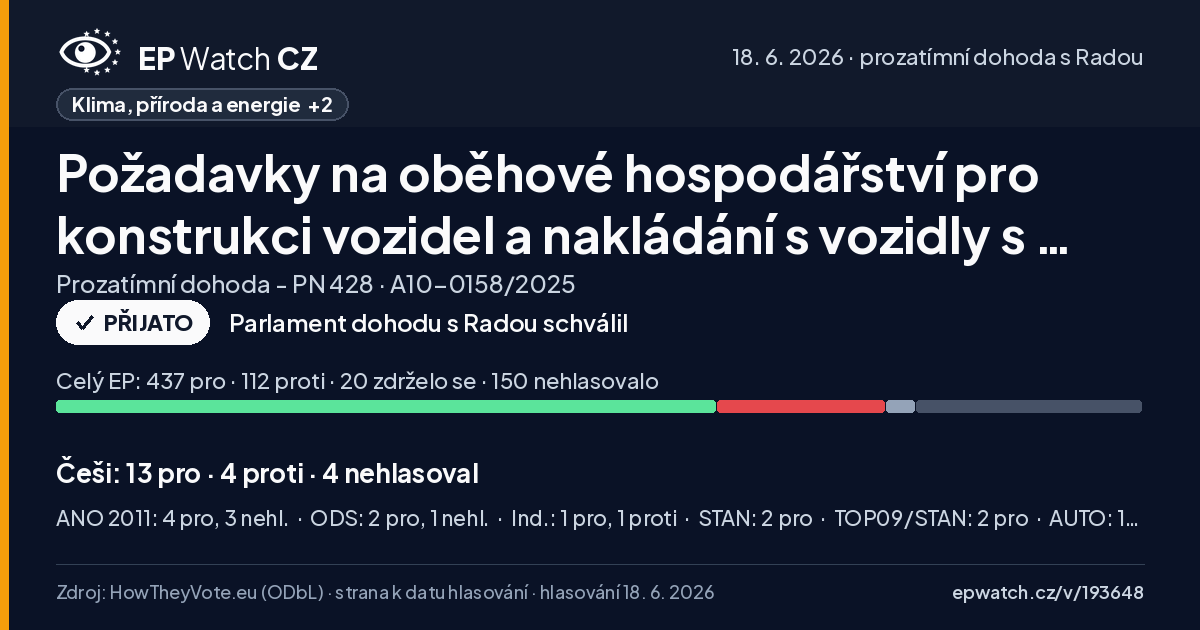 EP Watch CZ
18. 6. 2026 · prozatímní dohoda s Radou
Klima, příroda a energie +2
Požadavky na oběhové hospodářství pro
konstrukci vozidel a nakládání s vozidly s …
Prozatímní dohoda – PN 428 · A10–0158/2025
✓ PŘIJATO
Parlament dohodu s Radou schválil
Celý EP: 437 pro · 112 proti · 20 zdrželo se · 150 nehlasovalo
Češi: 13 pro · 4 proti · 4 nehlasoval
ANO 2011: 4 pro, 3 nehl. · ODS: 2 pro, 1 nehl. · Ind.: 1 pro, 1 proti · STAN: 2 pro · TOP09/STAN: 2 pro · AUTO: 1…
Zdroj: HowTheyVote.eu (ODbL) · strana k datu hlasování · hlasování 18. 6. 2026
epwatch.cz/v/193648